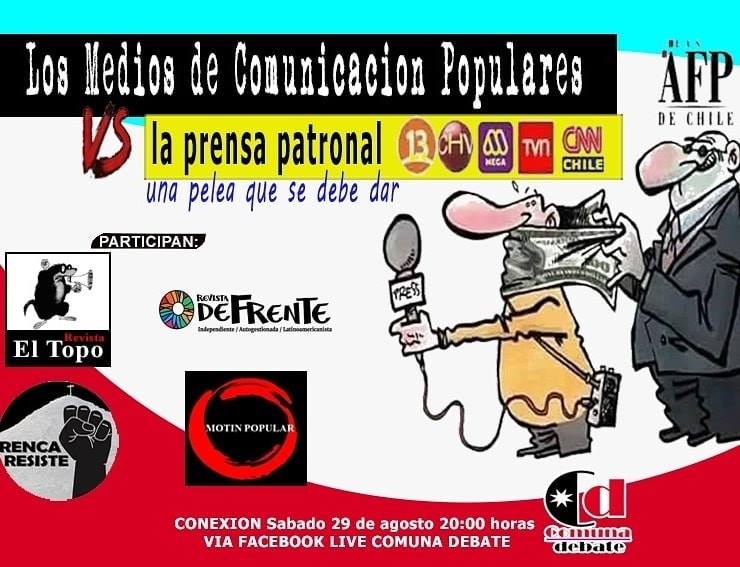 Los Medios de Comunicacion Populares
VS
la prensa patronal
13
CHV
MEGA
TVN
CNN
CHILE
una pelea que se debe dar
LAS
AFP
DE CHILE
PARTICIPAN:
PRESS
Revista
El Topo
REVISTA
DEFRENTE
Independiente / Autogestionada / Latinoamericanista
RENCA
RESISTE
MOTIN POPULAR
CONEXION Sabado 29 de agosto 20:00 horas
VIA FACEBOOK LIVE COMUNA DEBATE
Cd
Comuna
debate